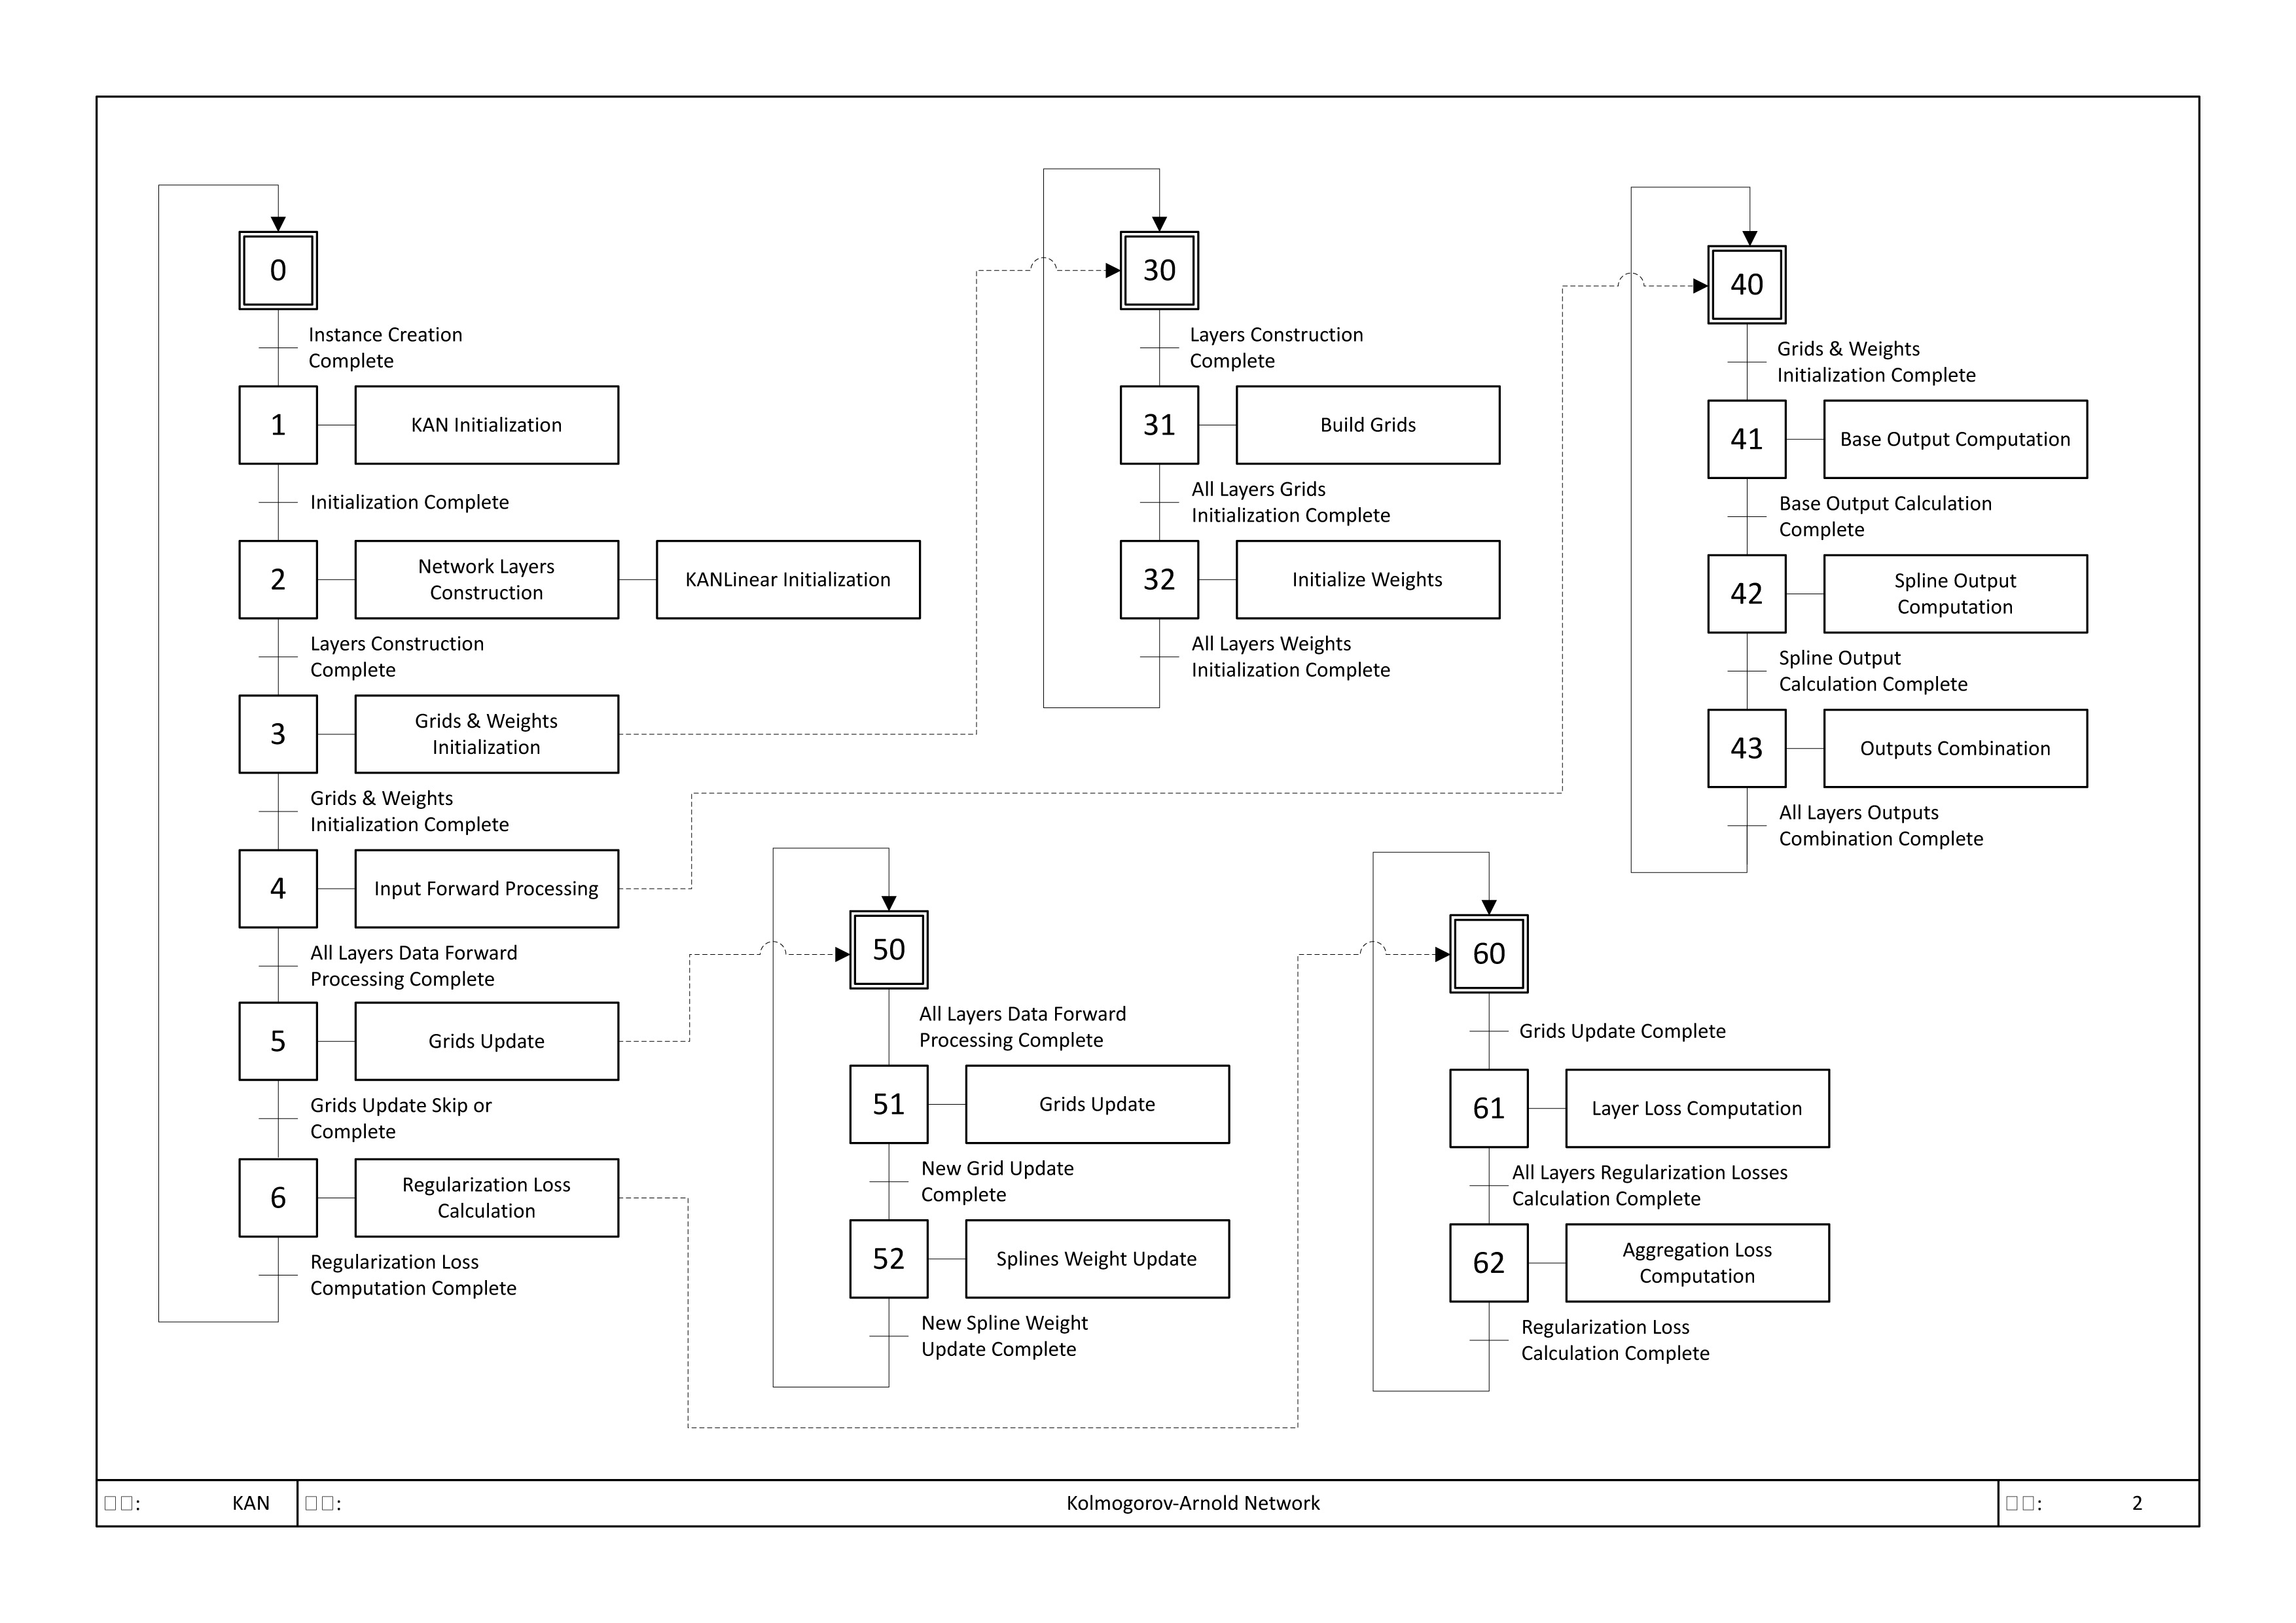 0
Instance Creation
Complete
1
KAN Initialization
Initialization Complete
2
Network Layers
Construction
KANLinear Initialization
Layers Construction
Complete
3
Grids & Weights
Initialization
Grids & Weights
Initialization Complete
4
Input Forward Processing
All Layers Data Forward
Processing Complete
5
Grids Update
Grids Update Skip or
Complete
6
Regularization Loss
Calculation
Regularization Loss
Computation Complete
30
Layers Construction
Complete
31
Build Grids
All Layers Grids
Initialization Complete
32
Initialize Weights
All Layers Weights
Initialization Complete
40
Grids & Weights
Initialization Complete
41
Base Output Computation
Base Output Calculation
Complete
42
Spline Output
Computation
Spline Output
Calculation Complete
43
Outputs Combination
All Layers Outputs
Combination Complete
50
All Layers Data Forward
Processing Complete
51
Grids Update
New Grid Update
Complete
52
Splines Weight Update
New Spline Weight
Update Complete
60
Grids Update Complete
61
Layer Loss Computation
All Layers Regularization Losses
Calculation Complete
62
Aggregation Loss
Computation
Regularization Loss
Calculation Complete
KAN
Kolmogorov-Arnold Network
2